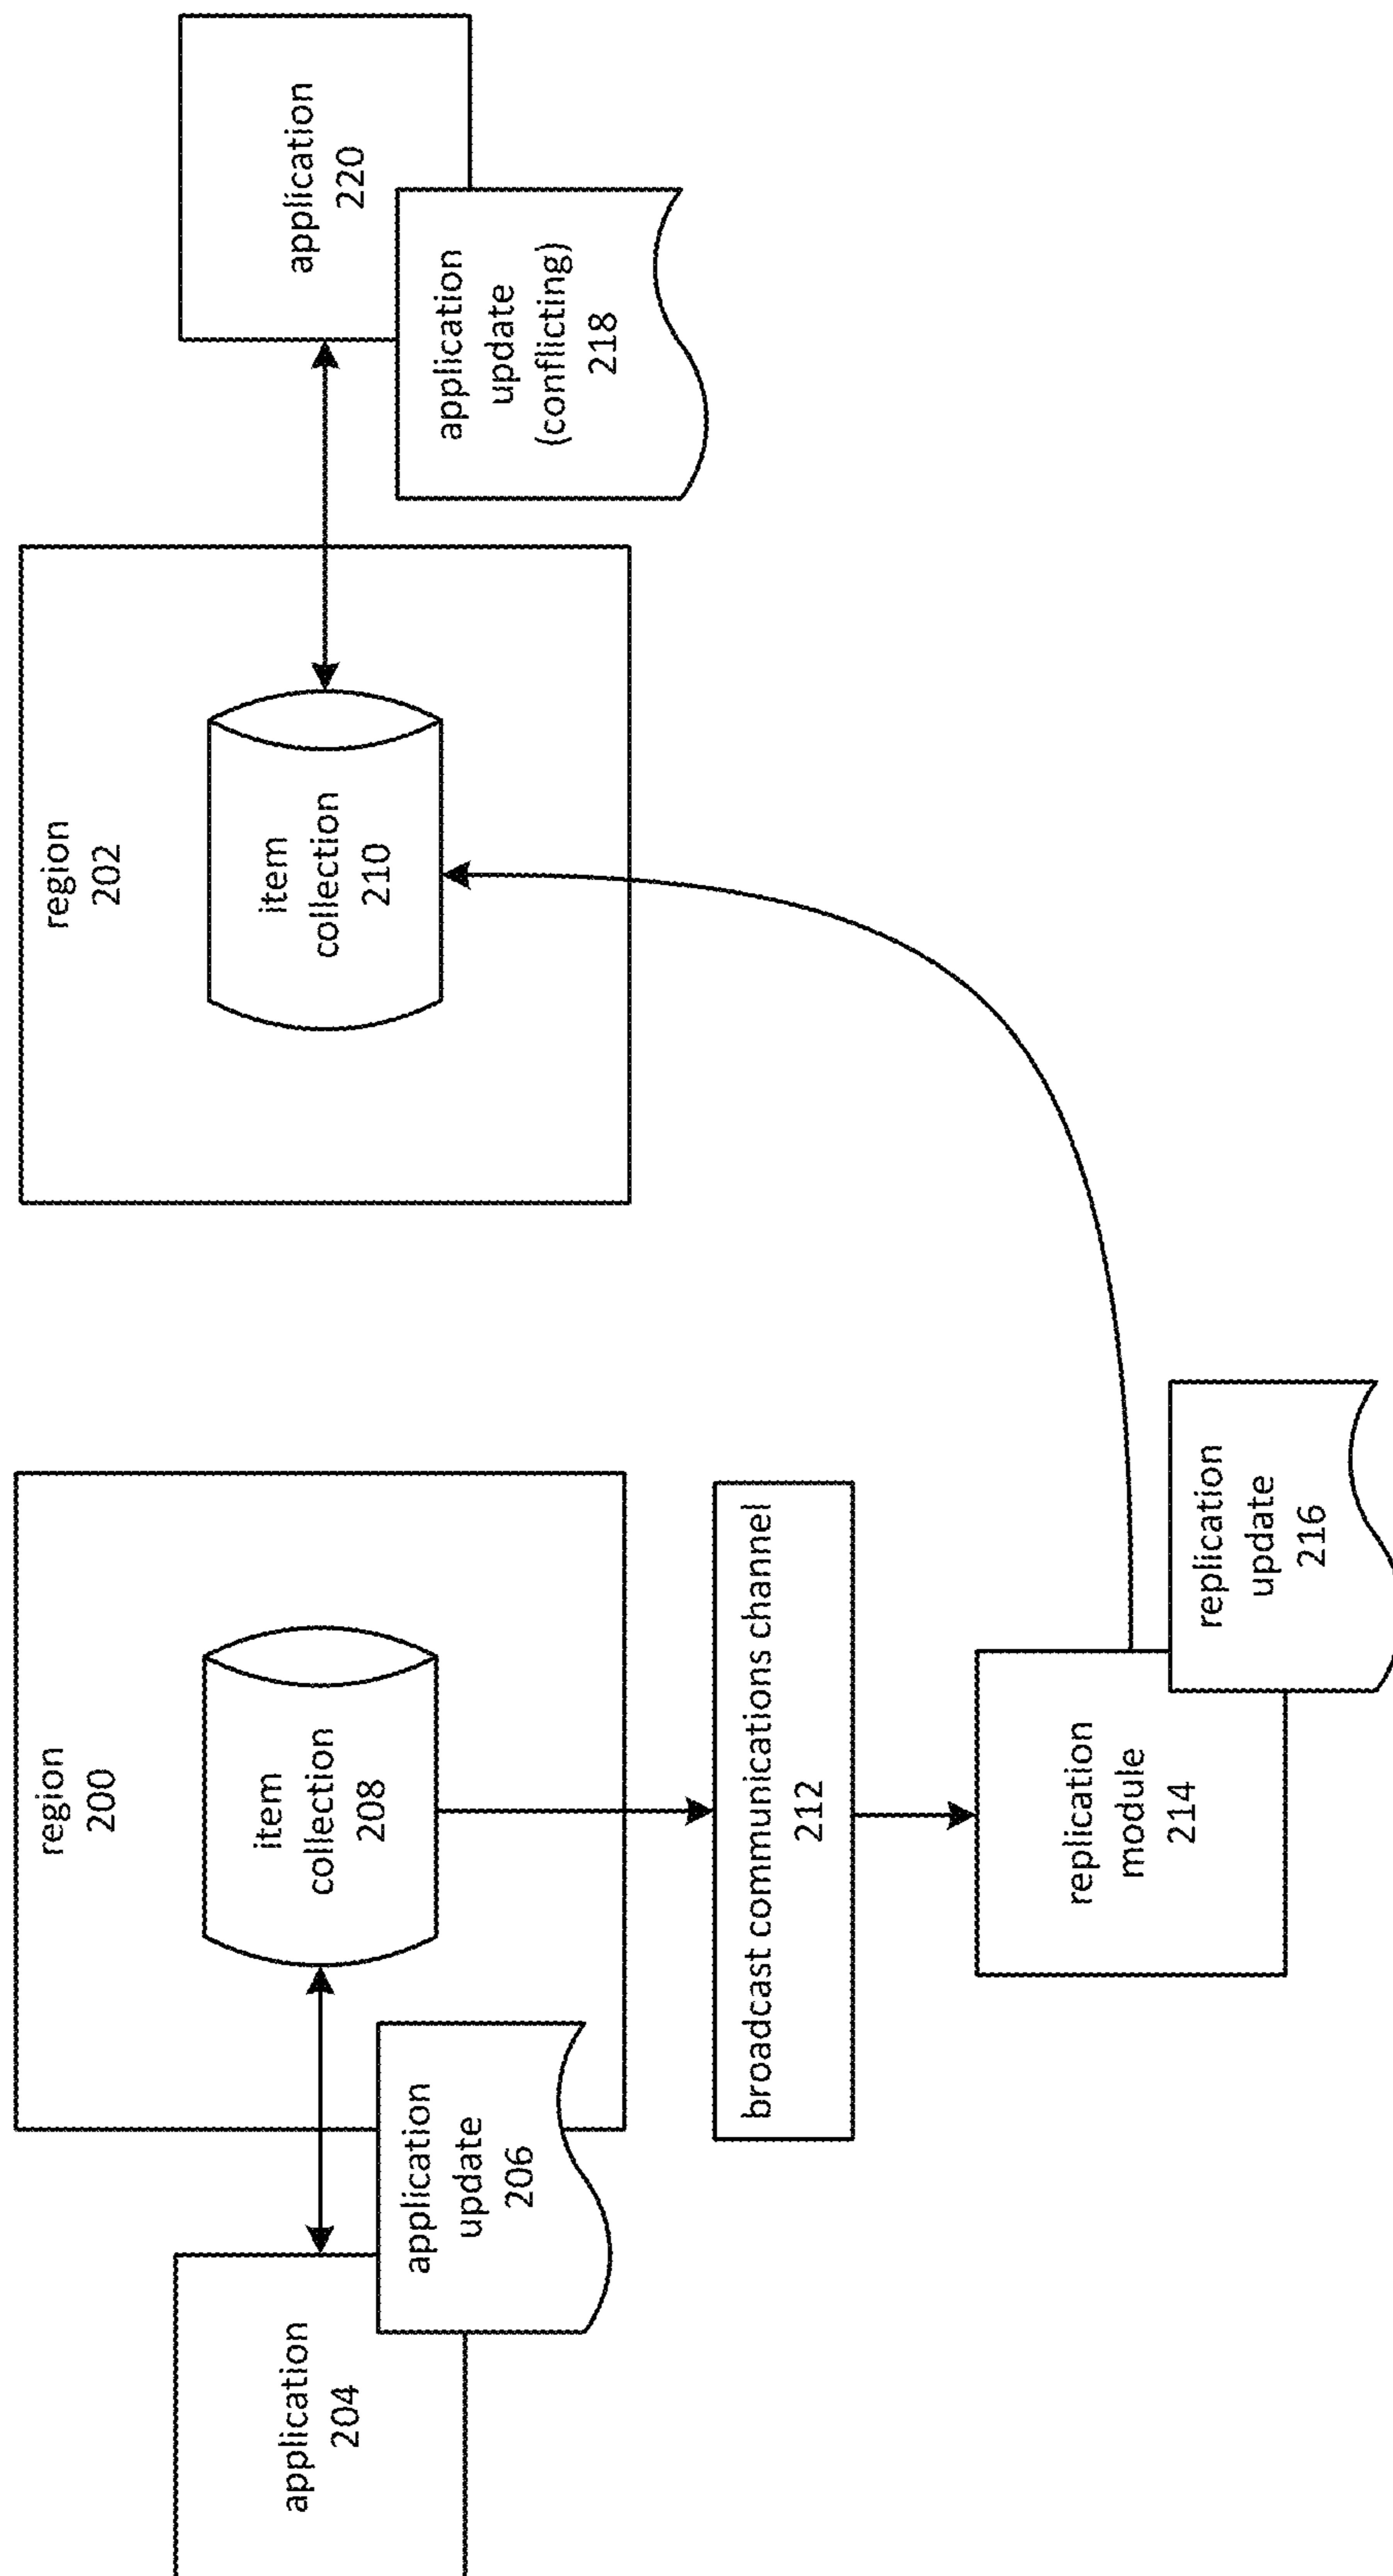 region
200
item
collection
208
application
204
application
update
206
broadcast communications channel
212
replication
module
214
replication
update
216
region
202
item
collection
210
application
220
application
update
(conflicting)
218